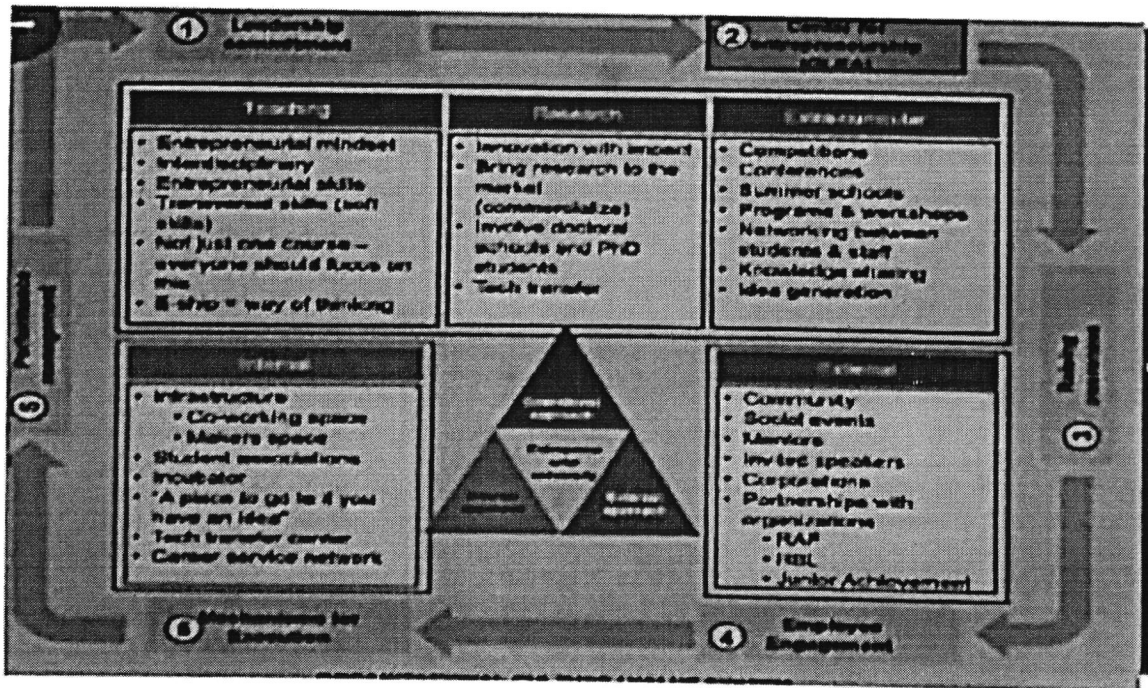 1 Leadership
commitment
2 Center for
entrepreneurship
Teaching
• Entrepreneurial mindset
• Interdisciplinary
• Entrepreneurial skills
• Transversal skills (soft
skills)
• Not just one course –
everyone should focus on
this
• E-ship = way of thinking
Research
• Innovation with impact
• Bring research to the
market
(commercialize)
• Involve doctoral
schools and PhD
students
• Tech transfer
Extracurricular
• Competitions
• Conferences
• Summer schools
• Programs & workshops
• Networking between
students & staff
• Knowledge sharing
• Idea generation
3
Internal
• Infrastructure
• Co-working space
• Makers space
• Student associations
• Incubator
• "A place to go to if you
have an idea"
• Tech transfer center
• Career service network
External
• Community
• Social events
• Mentors
• Invited speakers
• Corporations
• Partnerships with
organizations
• RAF
• RBL
• Junior Achievement
4 Employee
Engagement
Mechanisms for
Execution